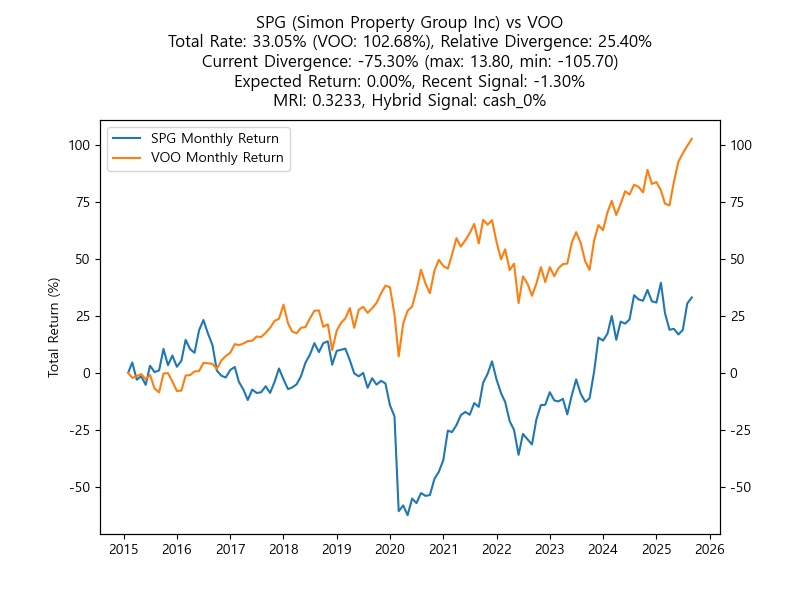 SPG (Simon Property Group Inc) vs VOO
Total Rate: 33.05% (VOO: 102.68%), Relative Divergence: 25.40%
Current Divergence: -75.30% (max: 13.80, min: -105.70)
Expected Return: 0.00%, Recent Signal: -1.30%
MRI: 0.3233, Hybrid Signal: cash_0%
SPG Monthly Return
VOO Monthly Return
Total Return (%)
100
75
50
25
0
-25
-50
100
75
50
25
0
-25
-50
2015 2016 2017 2018 2019 2020 2021 2022 2023 2024 2025 2026